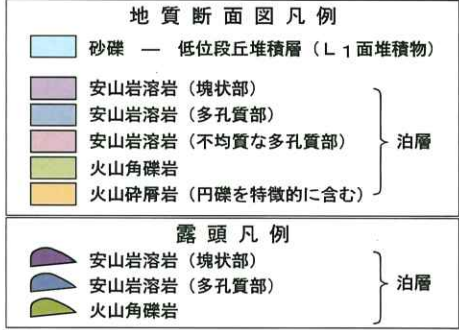 地質断面図凡例
砂礫 ― 低位段丘堆積層（L1面堆積物）
安山岩溶岩（塊状部）
安山岩溶岩（多孔質部）
安山岩溶岩（不均質な多孔質部）
火山角礫岩
火山砕屑岩（円礫を特徴的に含む）
泊層
露頭凡例
安山岩溶岩（塊状部）
安山岩溶岩（多孔質部）
火山角礫岩
泊層